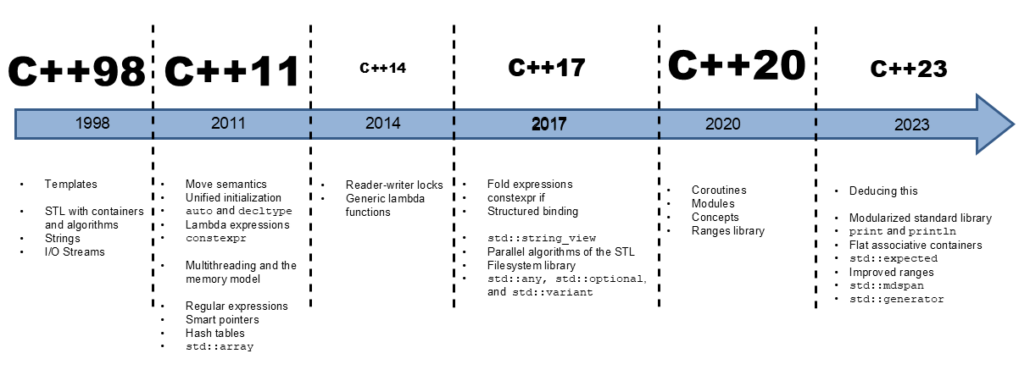 C++98
C++11
C++14
C++17
C++20
C++23
1998
2011
2014
2017
2020
2023
• Templates
• STL with containers
and algorithms
• Strings
• I/O Streams
• Move semantics
• Unified initialization
• auto and decltype
• Lambda expressions
• constexpr
• Multithreading and the
memory model
• Regular expressions
• Smart pointers
• Hash tables
• std::array
• Reader-writer locks
• Generic lambda
functions
• Fold expressions
• constexpr if
• Structured binding
• std::string_view
• Parallel algorithms of the STL
• Filesystem library
• std::any, std::optional,
and std::variant
• Coroutines
• Modules
• Concepts
• Ranges library
• Deducing this
• Modularized standard library
• print and println
• Flat associative containers
• std::expected
• Improved ranges
• std::mdspan
• std::generator